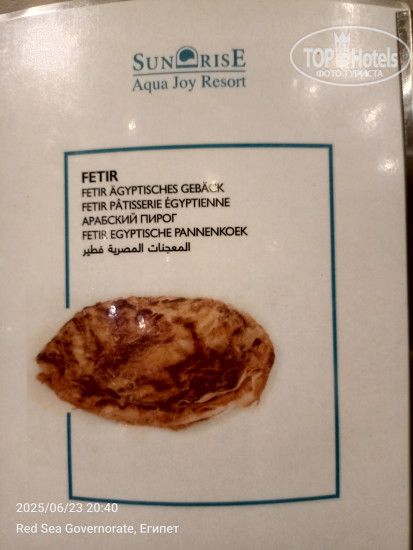 TOP Hotels
ФОТО ТУРИСТА
SUNRISE
Aqua Joy Resort
FETIR
FETIR ÄGYPTISCHES GEBÄCK
FETIR PÂTISSERIE ÉGYPTIENNE
АРАБСКИЙ ПИРОГ
FETIR EGYPTISCHE PANNENKOEK
المعجنات المصرية فطير
2025/06/23 20:40
Red Sea Governorate, Египет